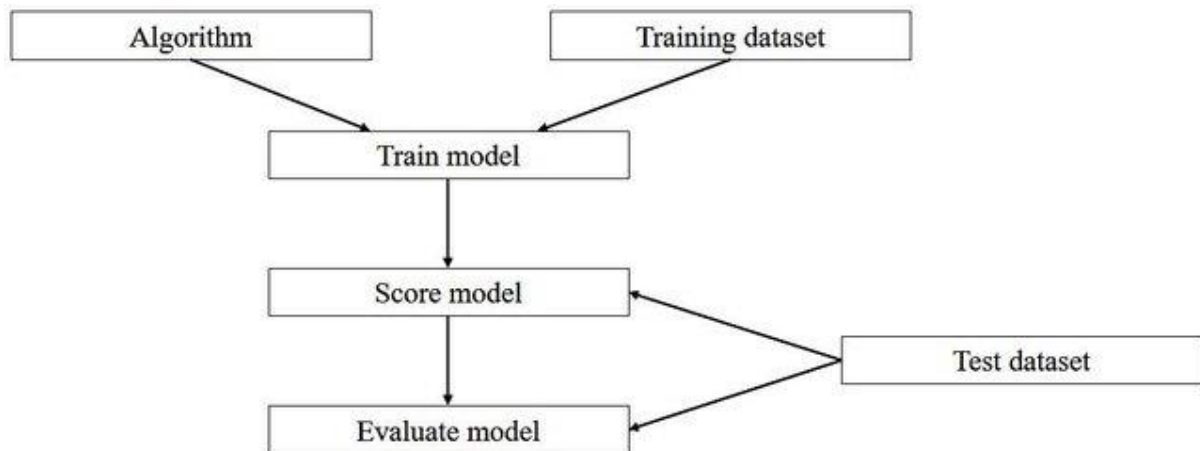 Algorithm
Training dataset
Train model
Score model
Test dataset
Evaluate model